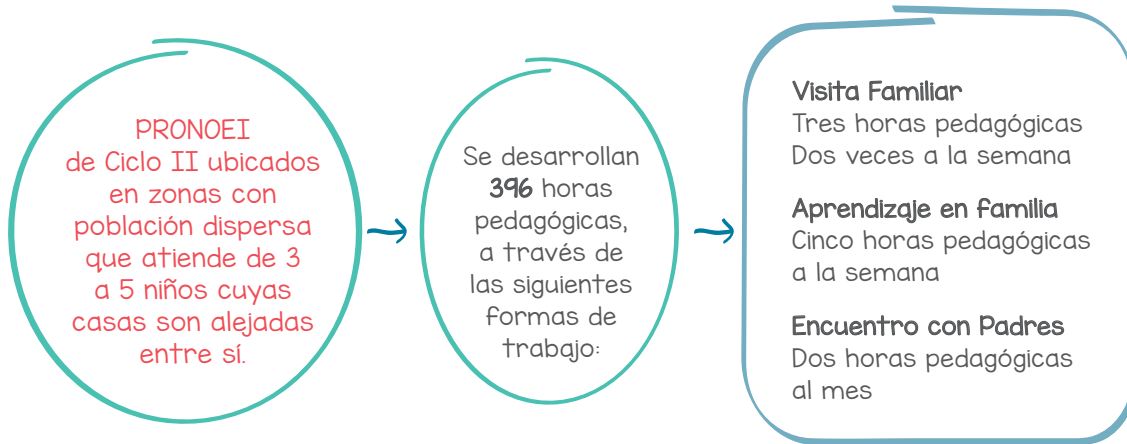 PRONOEI
de Ciclo II ubicados
en zonas con
población dispersa
que atiende de 3
a 5 niños cuyas
casas son alejadas
entre sí.
Se desarrollan
396 horas
pedagógicas,
a través de
las siguientes
formas de
trabajo:
Visita Familiar
Tres horas pedagógicas
Dos veces a la semana
Aprendizaje en familia
Cinco horas pedagógicas
a la semana
Encuentro con Padres
Dos horas pedagógicas
al mes